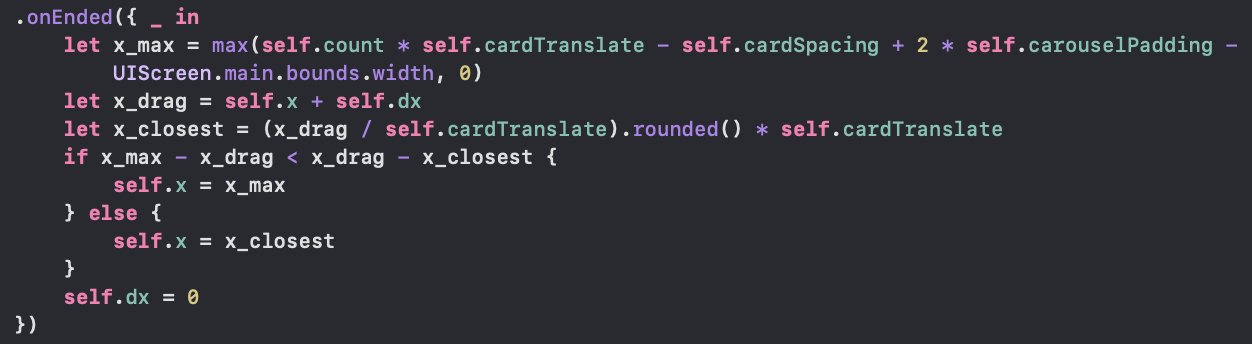 .onEnded({ _ in
    let x_max = max(self.count * self.cardTranslate - self.cardSpacing + 2 * self.carouselPadding -
        UIScreen.main.bounds.width, 0)
    let x_drag = self.x + self.dx
    let x_closest = (x_drag / self.cardTranslate).rounded() * self.cardTranslate
    if x_max - x_drag < x_drag - x_closest {
        self.x = x_max
    } else {
        self.x = x_closest
    }
    self.dx = 0
})